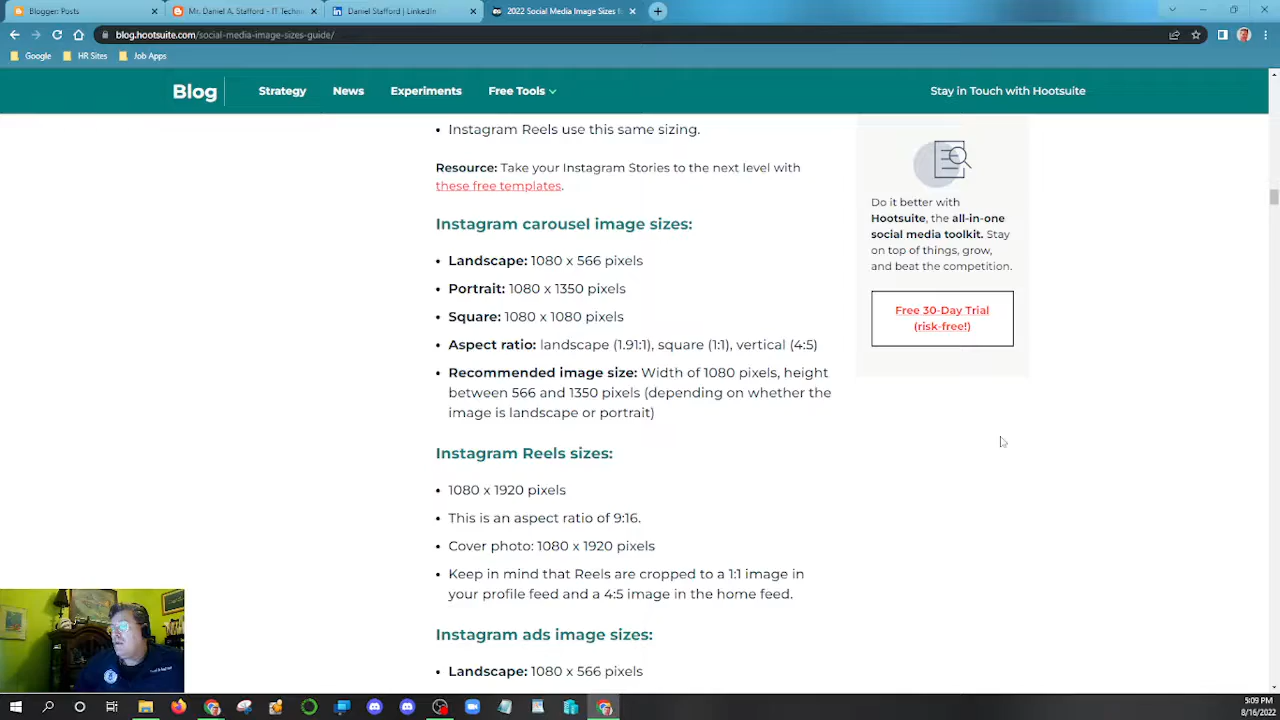 Blogger: Posts
Mr. Daniel A. Stafford - IT Techn
Daniel Stafford | LinkedIn
2022 Social Media Image Sizes f
blog.hootsuite.com/social-media-image-sizes-guide/
Google
HR Sites
Job Apps
Blog
Strategy
News
Experiments
Free Tools
Stay in Touch with Hootsuite
• Instagram Reels use this same sizing.
Resource: Take your Instagram Stories to the next level with
these free templates.
Instagram carousel image sizes:
• Landscape: 1080 x 566 pixels
• Portrait: 1080 x 1350 pixels
• Square: 1080 x 1080 pixels
• Aspect ratio: landscape (1.91:1), square (1:1), vertical (4:5)
• Recommended image size: Width of 1080 pixels, height
between 566 and 1350 pixels (depending on whether the
image is landscape or portrait)
Instagram Reels sizes:
• 1080 x 1920 pixels
• This is an aspect ratio of 9:16.
• Cover photo: 1080 x 1920 pixels
• Keep in mind that Reels are cropped to a 1:1 image in
your profile feed and a 4:5 image in the home feed.
Instagram ads image sizes:
• Landscape: 1080 x 566 pixels
Do it better with
Hootsuite, the all-in-one
social media toolkit. Stay
on top of things, grow,
and beat the competition.
Free 30-Day Trial
(risk-free!)
5:09 PM
8/16/2022